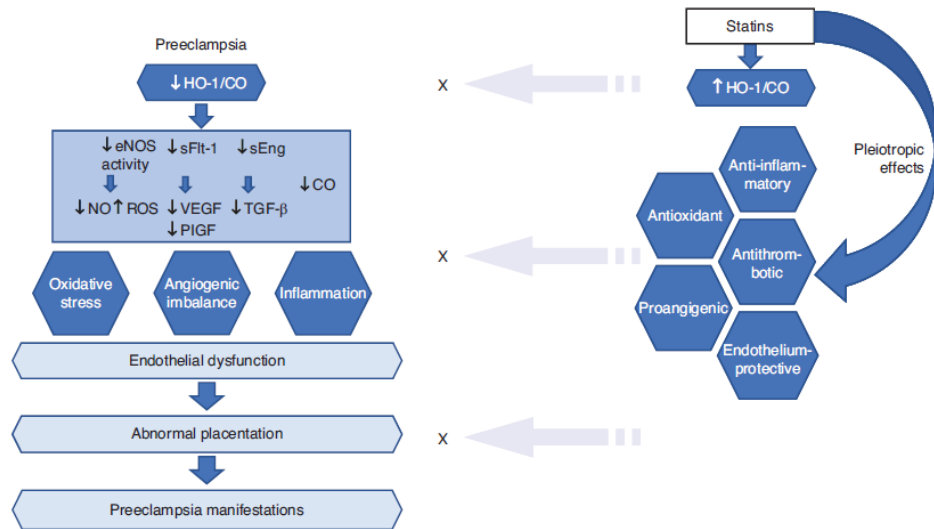 Preeclampsia
↓HO-1/CO
↓eNOS
activity
↓sFlt-1
↓sEng
↓CO
↓NO↑ROS
↓VEGF
↓PIGF
↓TGF-β
Oxidative
stress
Angiogenic
imbalance
Inflammation
Endothelial dysfunction
Abnormal placentation
Preeclampsia manifestations
X
X
X
Statins
↑HO-1/CO
Pleiotropic
effects
Anti-inflam-
matory
Antioxidant
Antithrom-
botic
Proangigenic
Endothelium-
protective